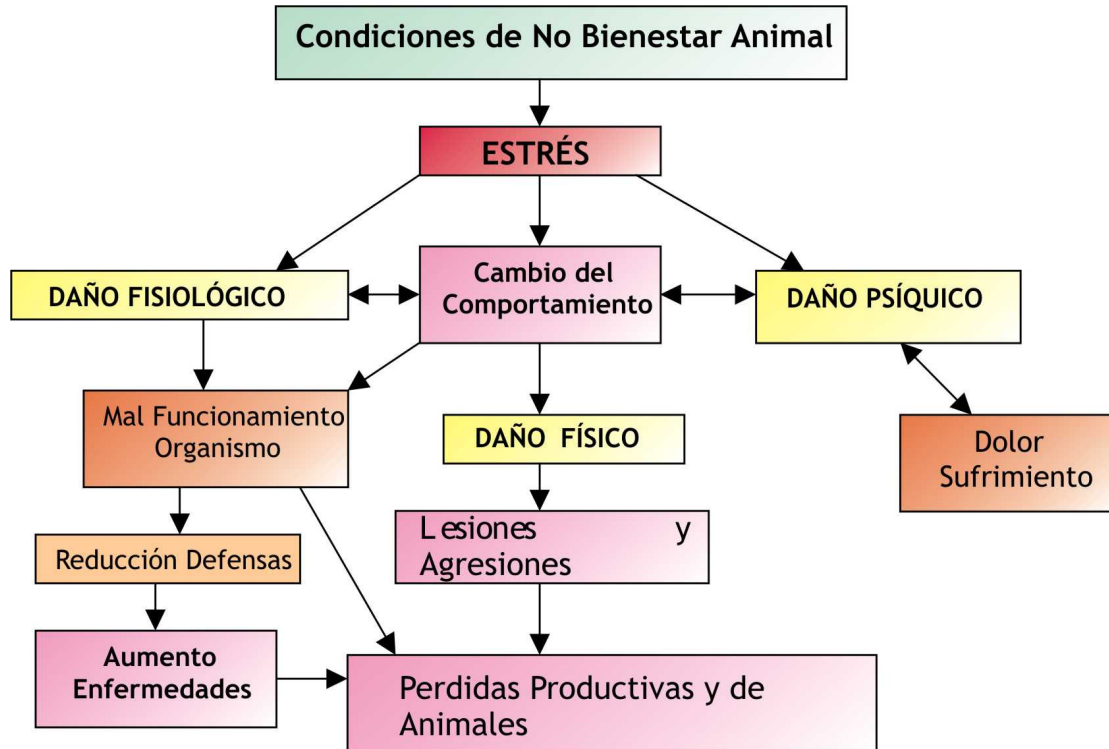 Condiciones de No Bienestar Animal
ESTRÉS
DAÑO FISIOLÓGICO
Cambio del
Comportamiento
DAÑO PSÍQUICO
Mal Funcionamiento
Organismo
DAÑO FÍSICO
Dolor
Sufrimiento
Lesiones y
Agresiones
Reducción Defensas
Aumento
Enfermedades
Perdidas Productivas y de
Animales